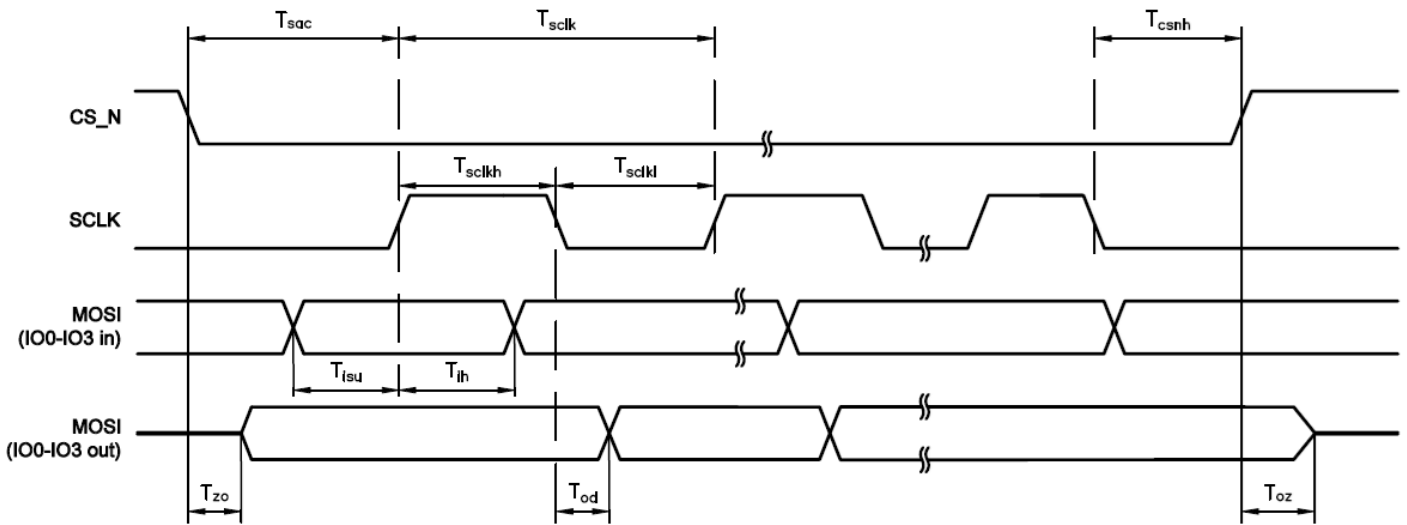 Tsac
Tsclk
Tcsnh
CS_N
Tsclkh
Tsclkl
SCLK
MOSI
(IO0-IO3 in)
Tisu
Tih
MOSI
(IO0-IO3 out)
Tzo
Tod
Toz